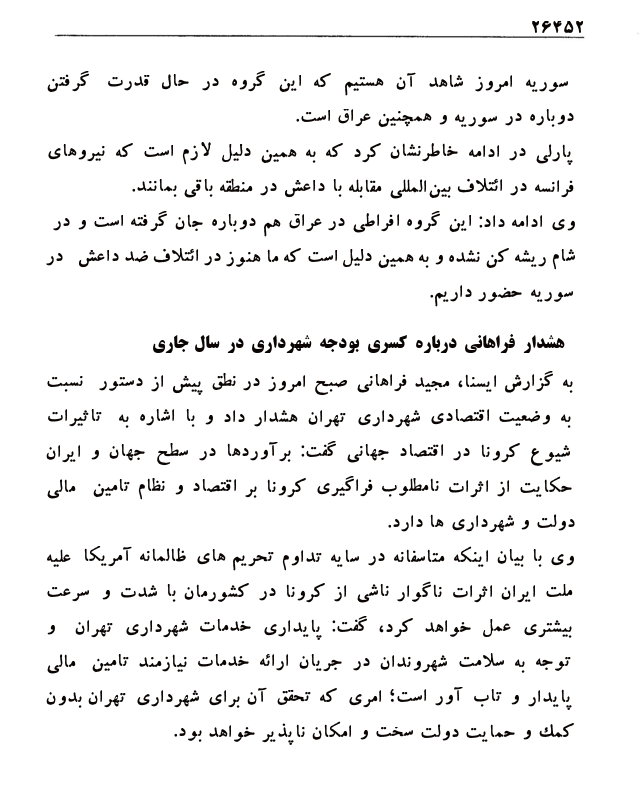 ۲۶۴۵۲
سوریه امروز شاهد آن هستیم که این گروه در حال قدرت گرفتن
دوباره در سوریه و همچنین عراق است.
پارلی در ادامه خاطرنشان کرد که به همین دلیل لازم است که نیروهای
فرانسه در ائتلاف بین‌المللی مقابله با داعش در منطقه باقی بمانند.
وی ادامه داد: این گروه افراطی در عراق هم دوباره جان گرفته است و در
شام ریشه کن نشده و به همین دلیل است که ما هنوز در ائتلاف ضد داعش در
سوریه حضور داریم.
هشدار فراهانی درباره کسری بودجه شهرداری در سال جاری
به گزارش ایسنا، مجید فراهانی صبح امروز در نطق پیش از دستور نسبت
به وضعیت اقتصادی شهرداری تهران هشدار داد و با اشاره به تاثیرات
شیوع کرونا در اقتصاد جهانی گفت: برآوردها در سطح جهان و ایران
حکایت از اثرات نامطلوب فراگیری کرونا بر اقتصاد و نظام تامین مالی
دولت و شهرداری ها دارد.
وی با بیان اینکه متاسفانه در سایه تداوم تحریم های ظالمانه آمریکا علیه
ملت ایران اثرات ناگوار ناشی از کرونا در کشورمان با شدت و سرعت
بیشتری عمل خواهد کرد، گفت: پایداری خدمات شهرداری تهران و
توجه به سلامت شهروندان در جریان ارائه خدمات نیازمند تامین مالی
پایدار و تاب آور است؛ امری که تحقق آن برای شهرداری تهران بدون
کمک و حمایت دولت سخت و امکان ناپذیر خواهد بود.